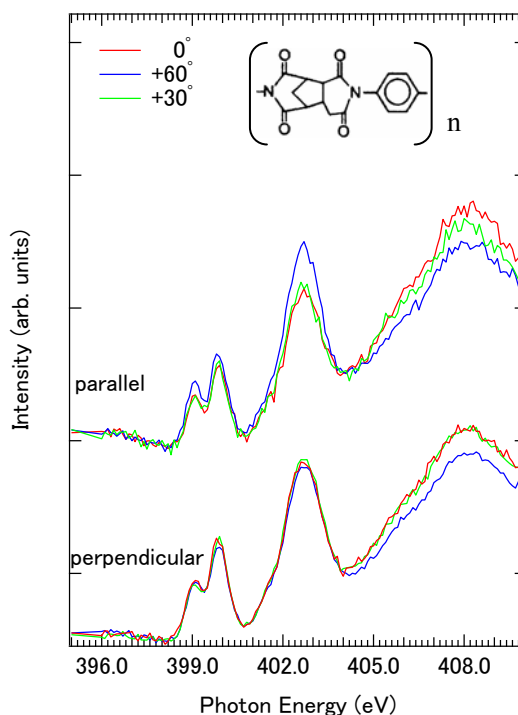 0°
+60°
+30°
O
O
N
N
O
O
n
Intensity (arb. units)
parallel
perpendicular
396.0 399.0 402.0 405.0 408.0
Photon Energy (eV)